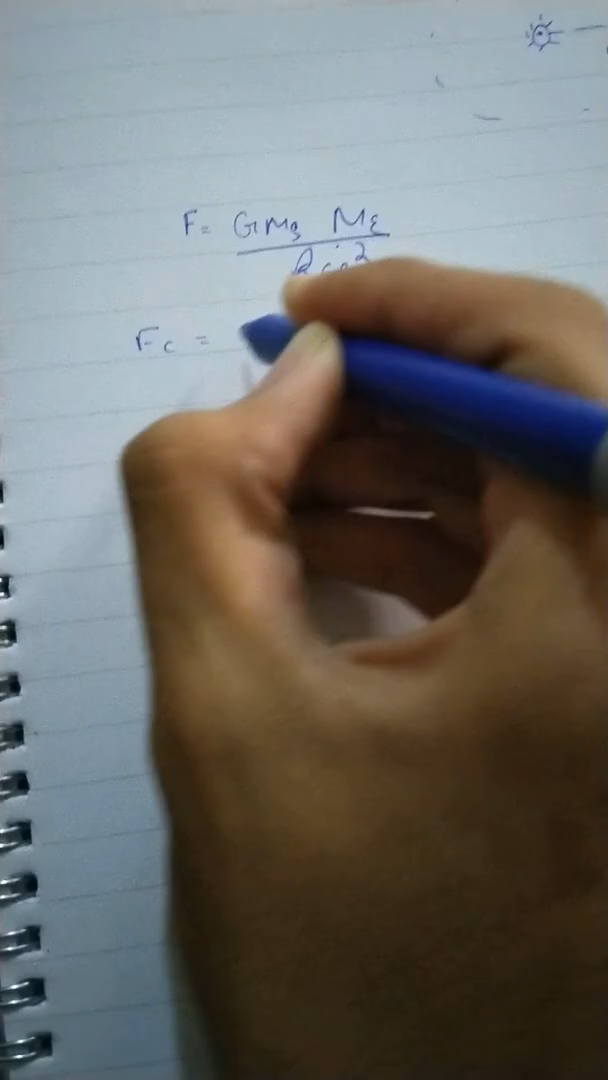 F = GMs ME
Fc =